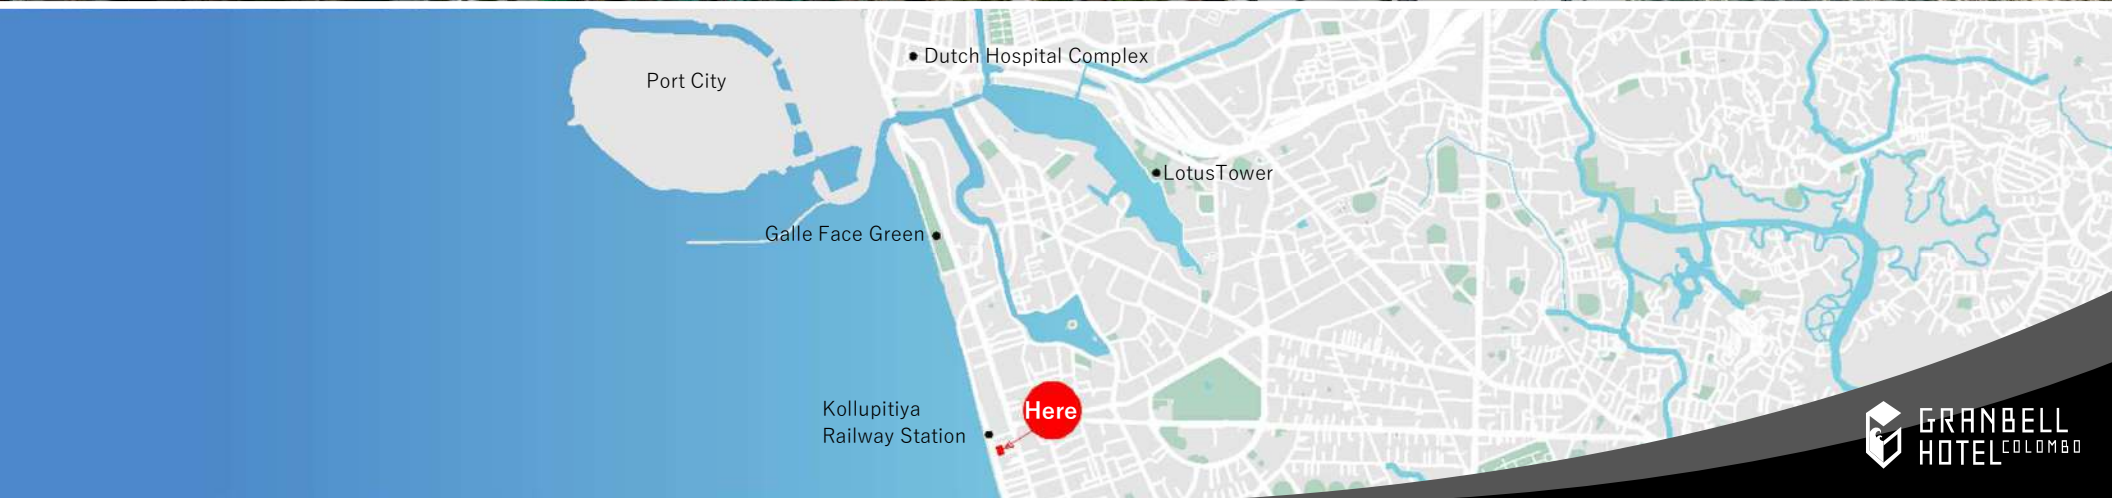 Dutch Hospital Complex
Port City
LotusTower
Galle Face Green
Kollupitiya
Railway Station
Here
GRANBELL
HOTEL COLOMBO